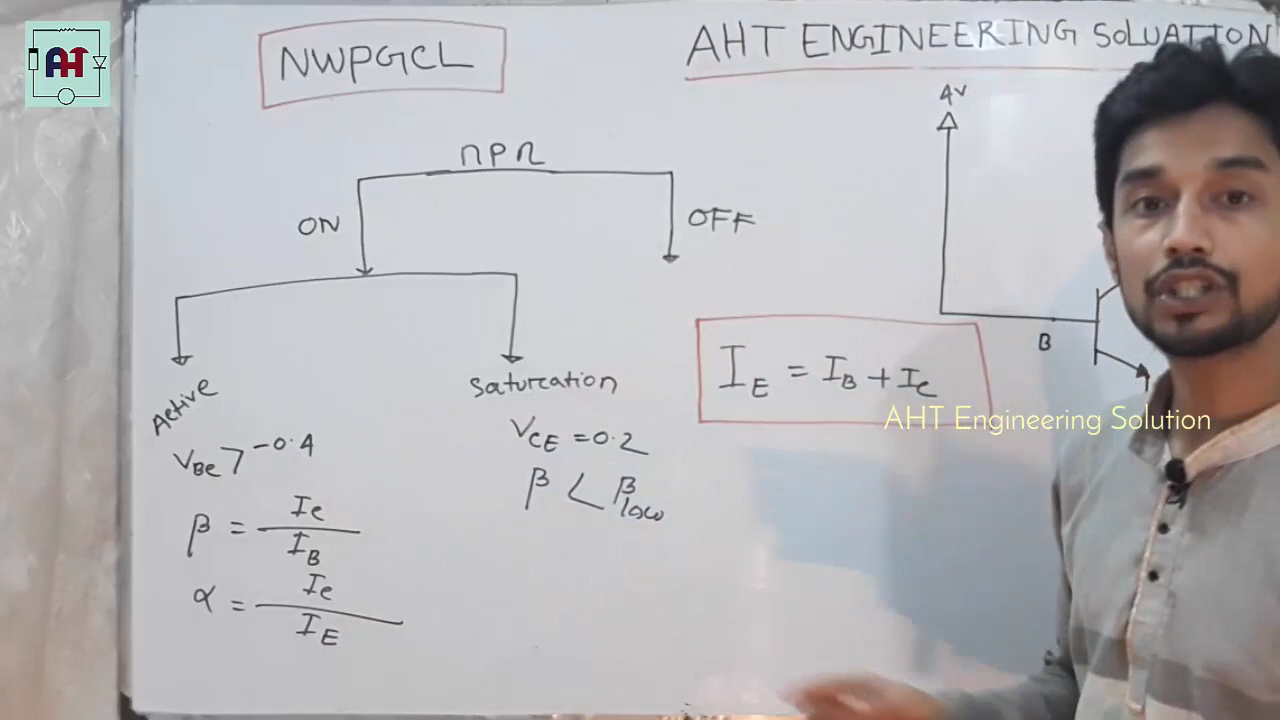 AHT
NWPGCL
AHT ENGINEERING SOLUATION
4V
npn
ON
OFF
B
I_E = I_B + I_C
AHT Engineering Solution
Active
Saturation
V_Be > -0.4
V_CE = 0.2
β < β_low
β = I_C / I_B
α = I_C / I_E